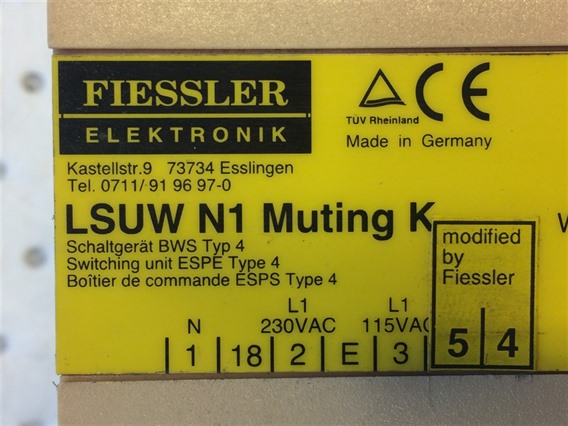 FIESSLER
ELEKTRONIK
TÜV Rheinland
CE
Made in Germany
Kastellstr.9 73734 Esslingen
Tel. 0711/ 91 96 97-0
LSUW N1 Muting K
Schaltgerät BWS Typ 4
Switching unit ESPE Type 4
Boîtier de commande ESPS Type 4
modified
by
Fiessler
5 4
L1 L1
N 230VAC 115VAC
1 18 2 E 3